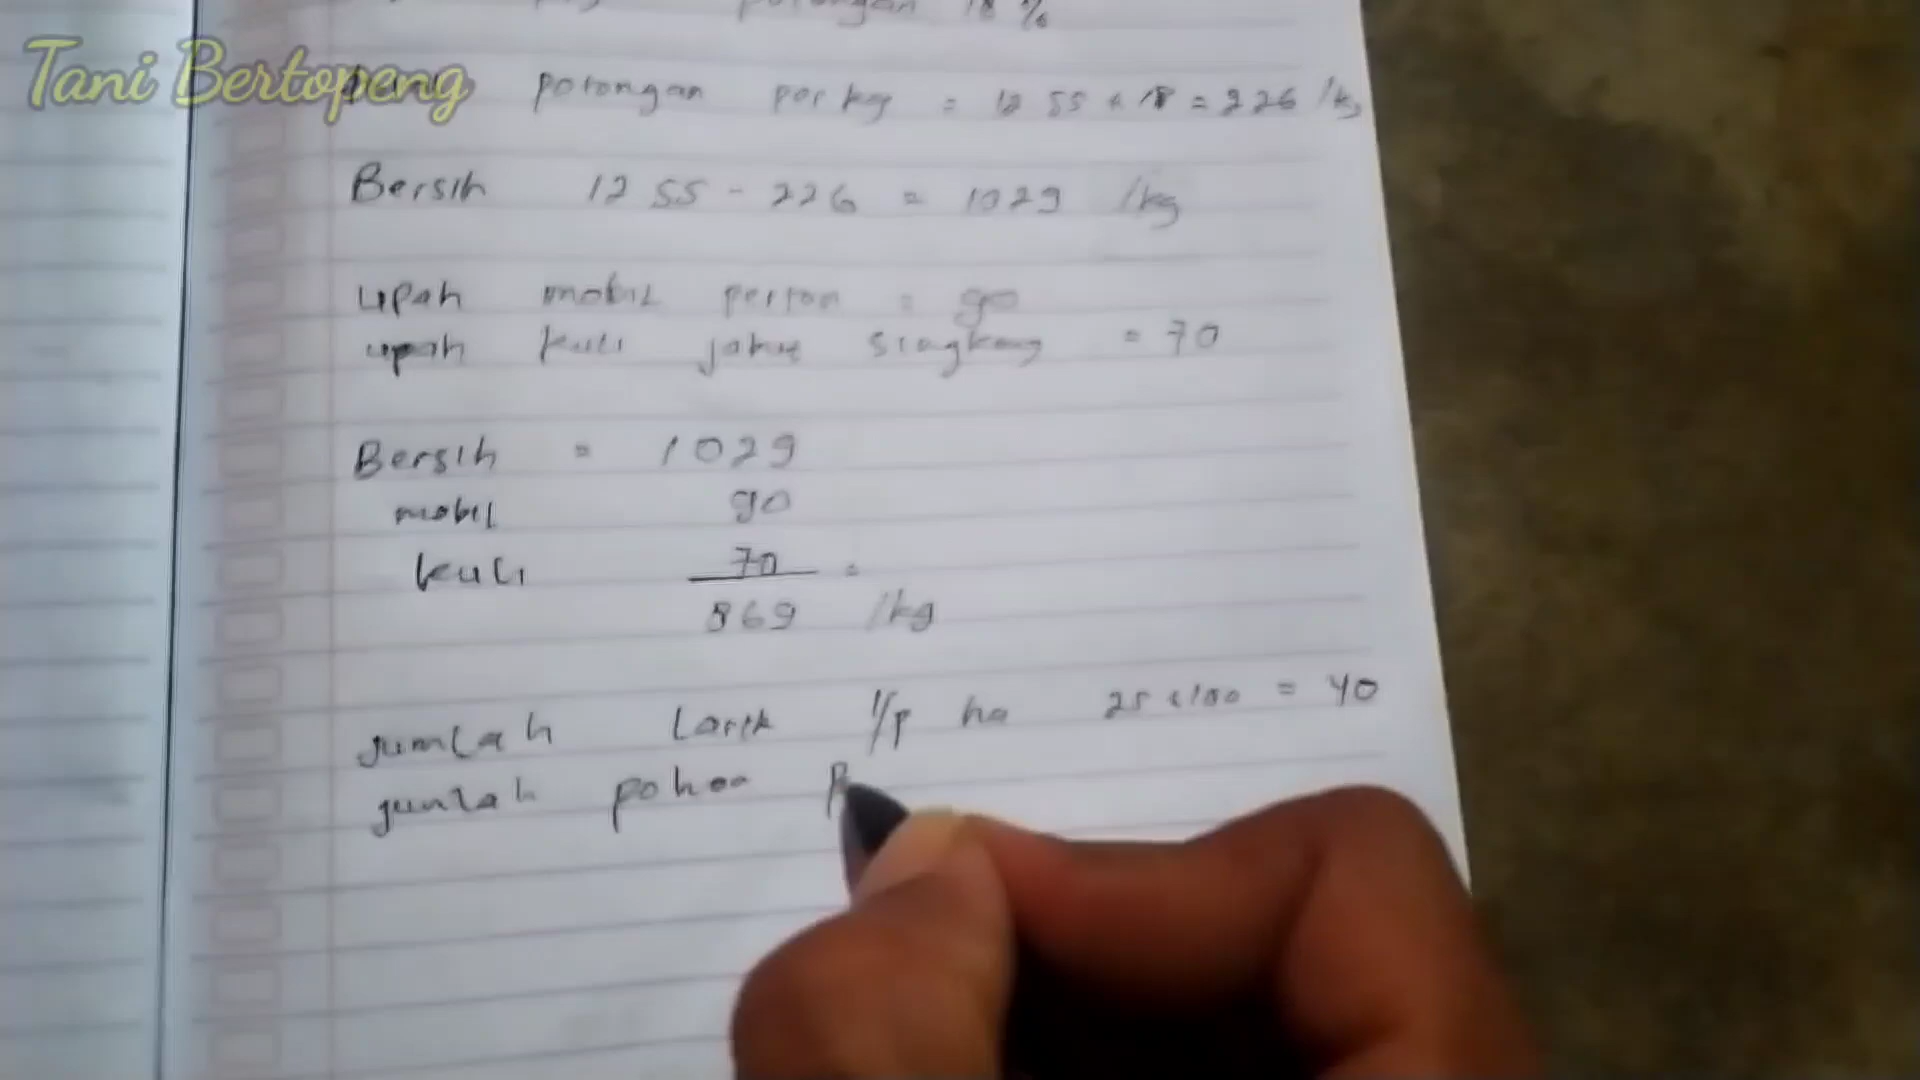 potongan 18 %
Tani Bertopeng
potongan per kg = 1255 x 18 = 226 /kg
Bersih 1255 - 226 = 1029 /kg
upah mobil perton = 90
upah kuli jabut singkong = 70
Bersih = 1029
mobil 90
kuli 70 =
869 /kg
jumlah Larik 1/p ha 25 x 100 = 40
jumlah pohon P